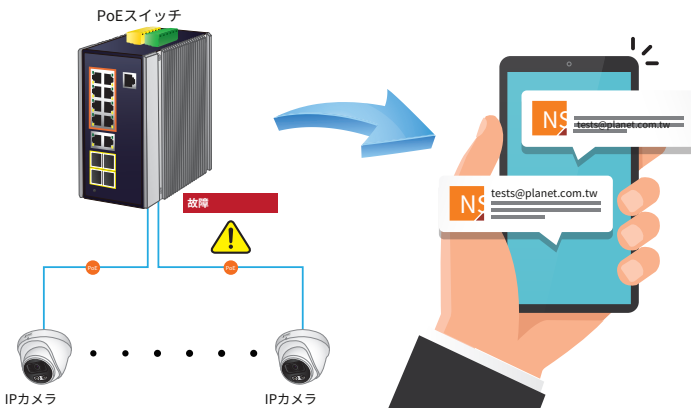 PoEスイッチ
故障
PoE
PoE
IPカメラ
IPカメラ
NS
tests@planet.com.tw
NS
tests@planet.com.tw